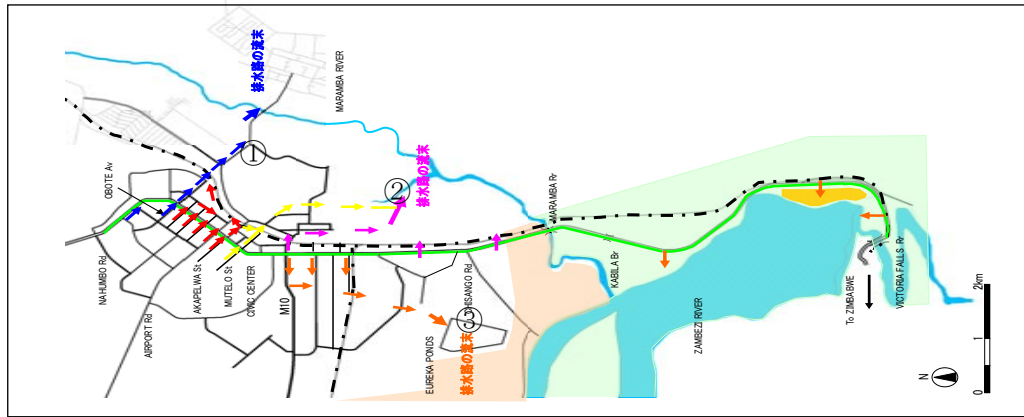 排水路の流末
①
MARAMBA RIVER
OBOTE Av
NAHUMBO Rd
AIRPORT Rd
AKAPELWA St
MUTELO St
CIVIC CENTER
M10
②
排水路の流末
EUREKA PONDS
CHISANGO Rd
③
排水路の流末
MARAMBA Rr
KABILA Br
ZAMBEZI RIVER
To ZIMBABWE
VICTORIA FALLS Rr
N
0 1 2km